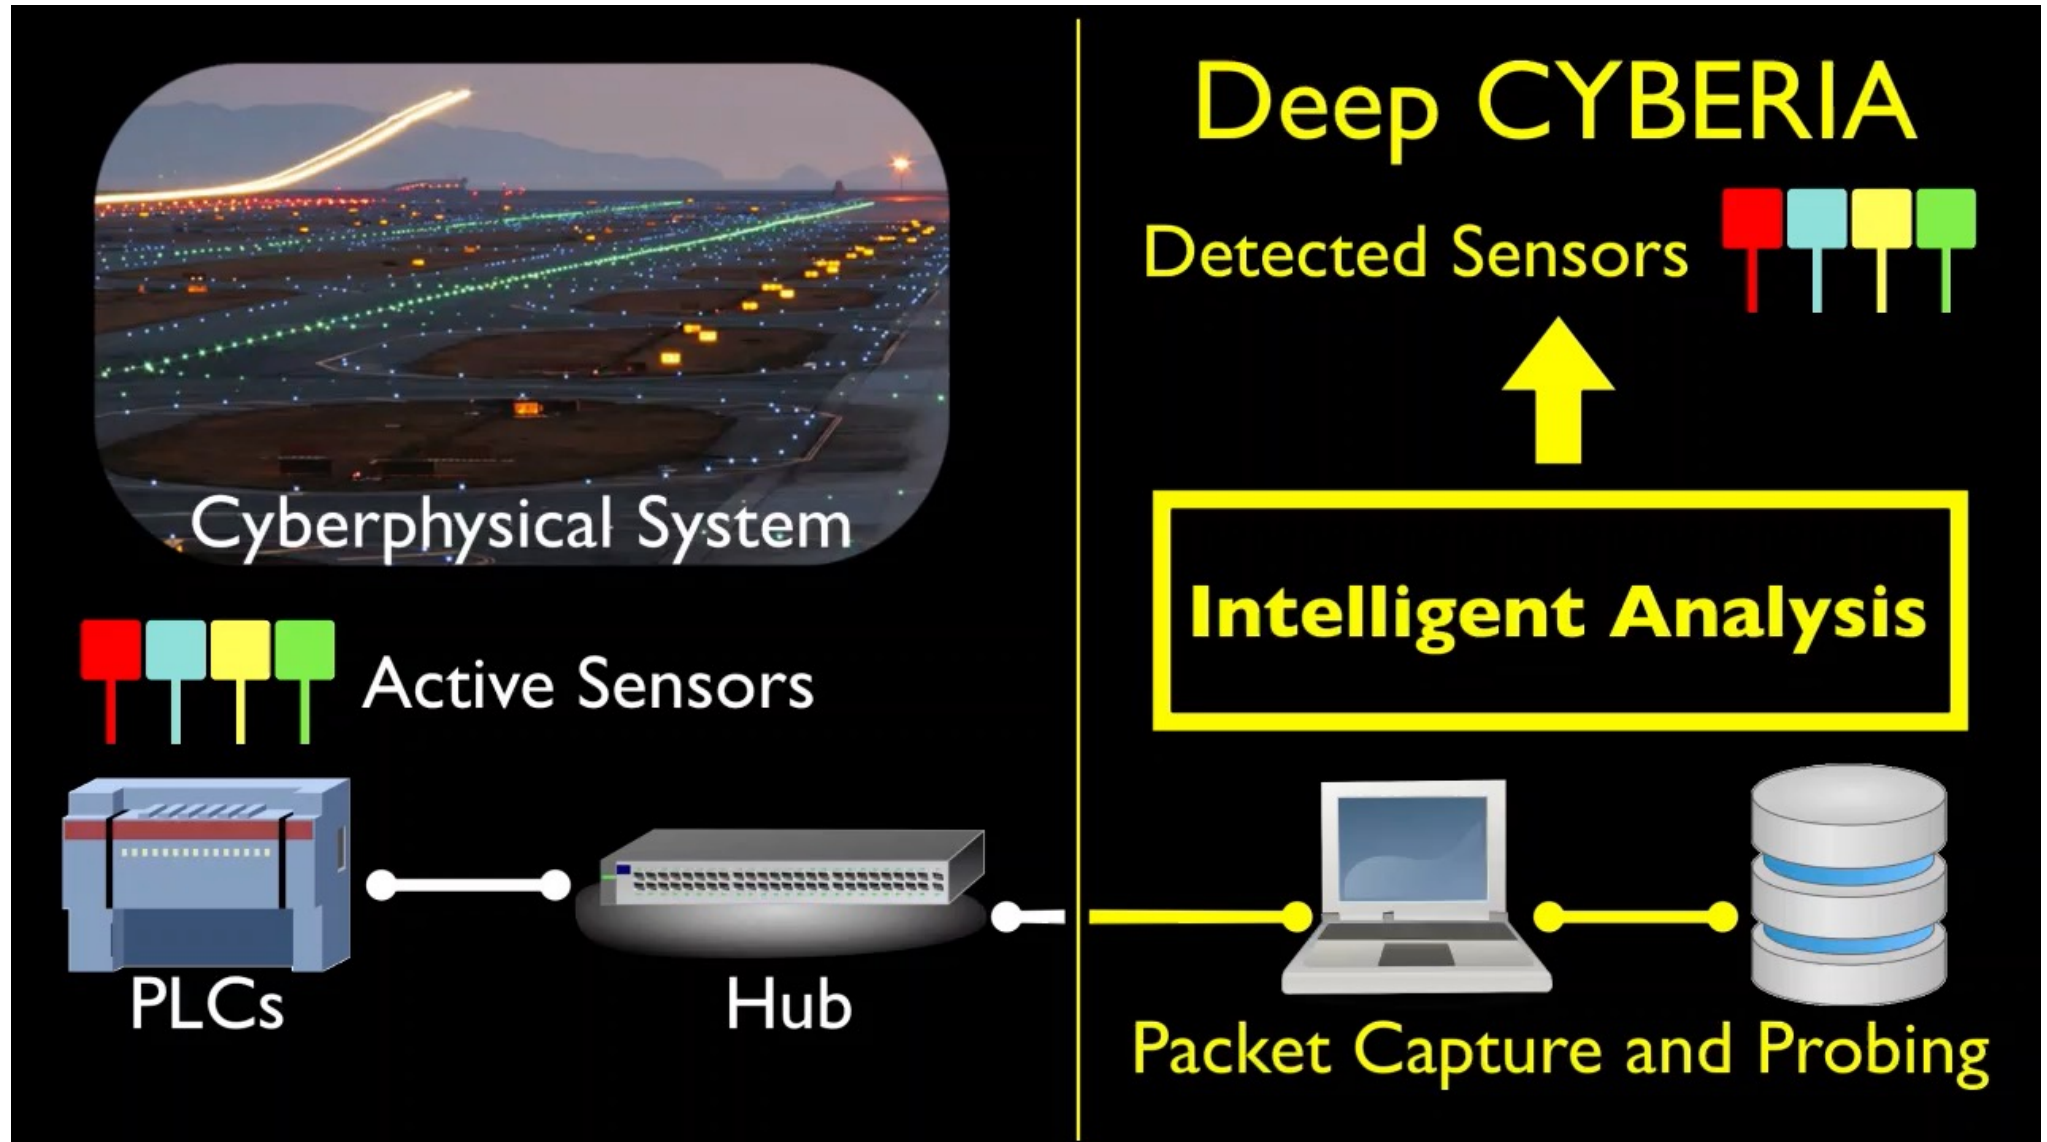 Cyberphysical System
Active Sensors
PLCs
Hub
Deep CYBERIA
Detected Sensors
Intelligent Analysis
Packet Capture and Probing